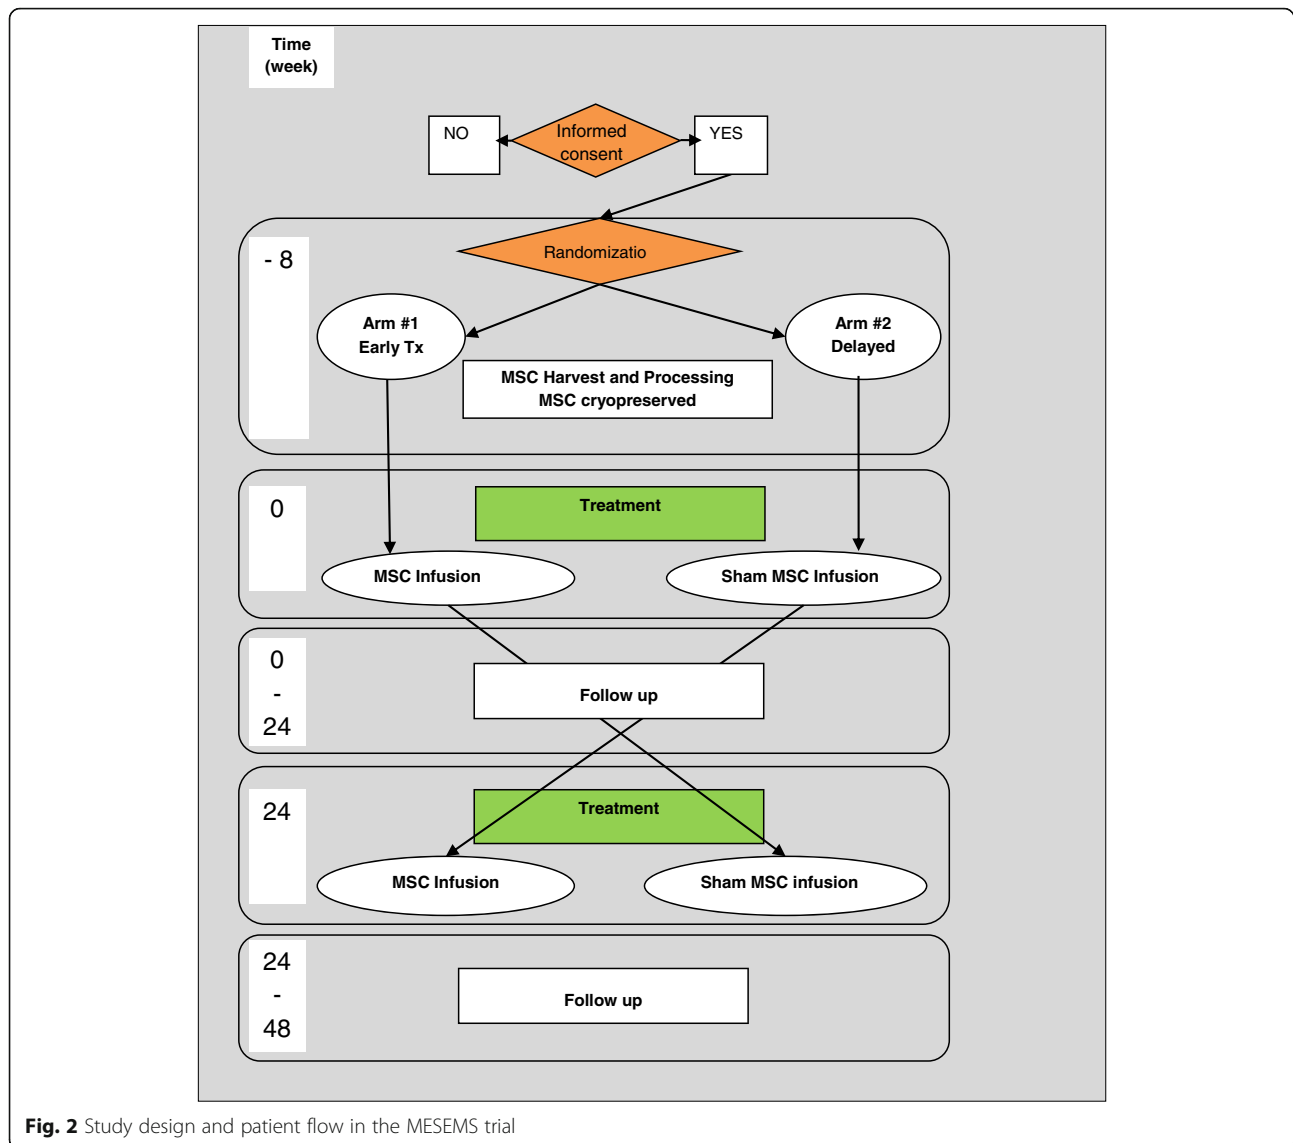 Time
(week)
NO
Informed
consent
YES
- 8
Randomizatio
Arm #1
Early Tx
Arm #2
Delayed
MSC Harvest and Processing
MSC cryopreserved
0
Treatment
MSC Infusion
Sham MSC Infusion
0
-
24
Follow up
24
Treatment
MSC Infusion
Sham MSC infusion
24
-
48
Follow up
Fig. 2 Study design and patient flow in the MESEMS trial